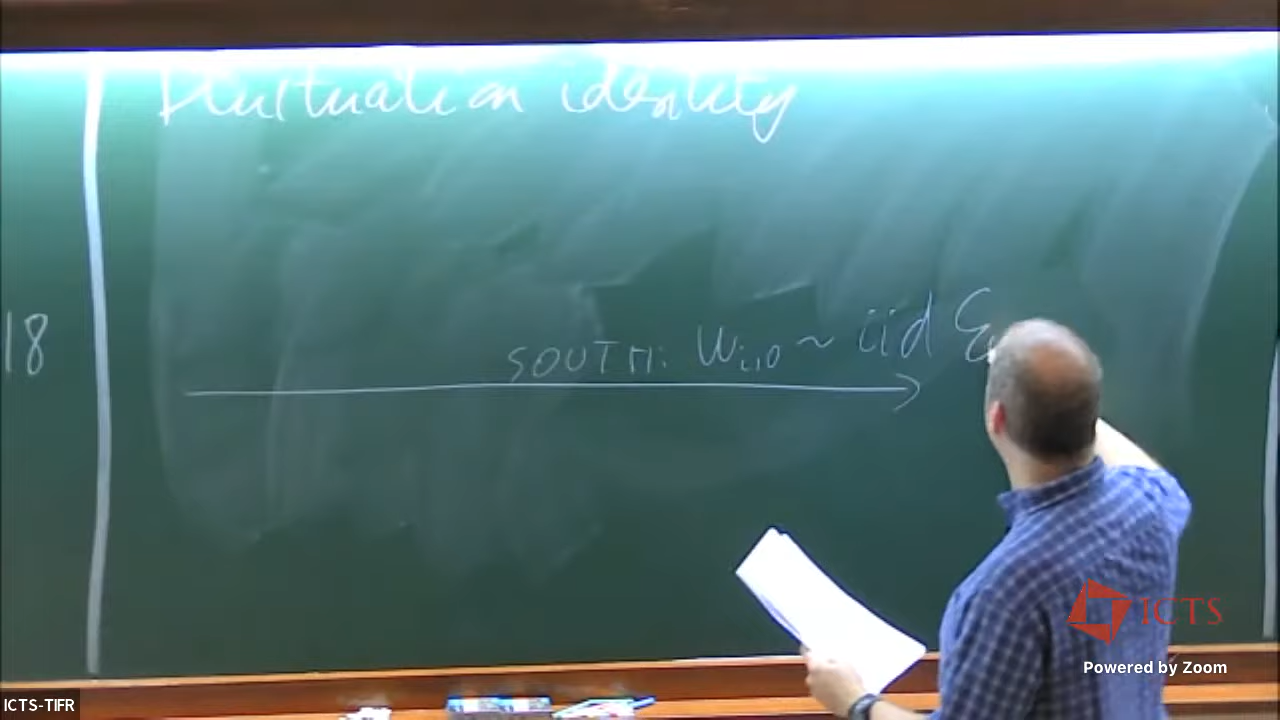 Fluctuation identity
SOUTH: W_{i,0} ~ iid
18
ICTS
Powered by Zoom
ICTS-TIFR